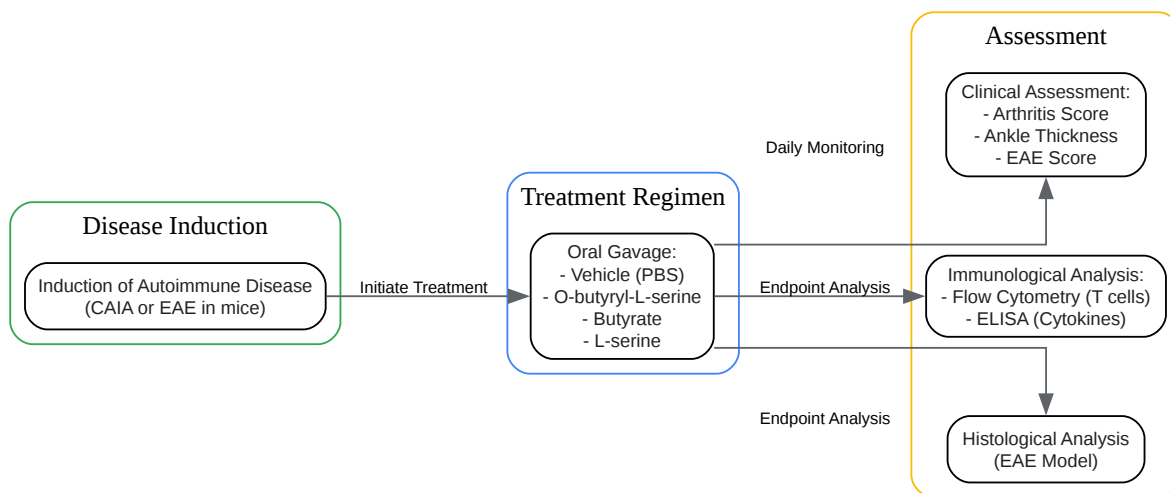 Disease Induction
Induction of Autoimmune Disease
(CAIA or EAE in mice)
Initiate Treatment
Treatment Regimen
Oral Gavage:
- Vehicle (PBS)
- O-butyryl-L-serine
- Butyrate
- L-serine
Daily Monitoring
Endpoint Analysis
Endpoint Analysis
Assessment
Clinical Assessment:
- Arthritis Score
- Ankle Thickness
- EAE Score
Immunological Analysis:
- Flow Cytometry (T cells)
- ELISA (Cytokines)
Histological Analysis
(EAE Model)